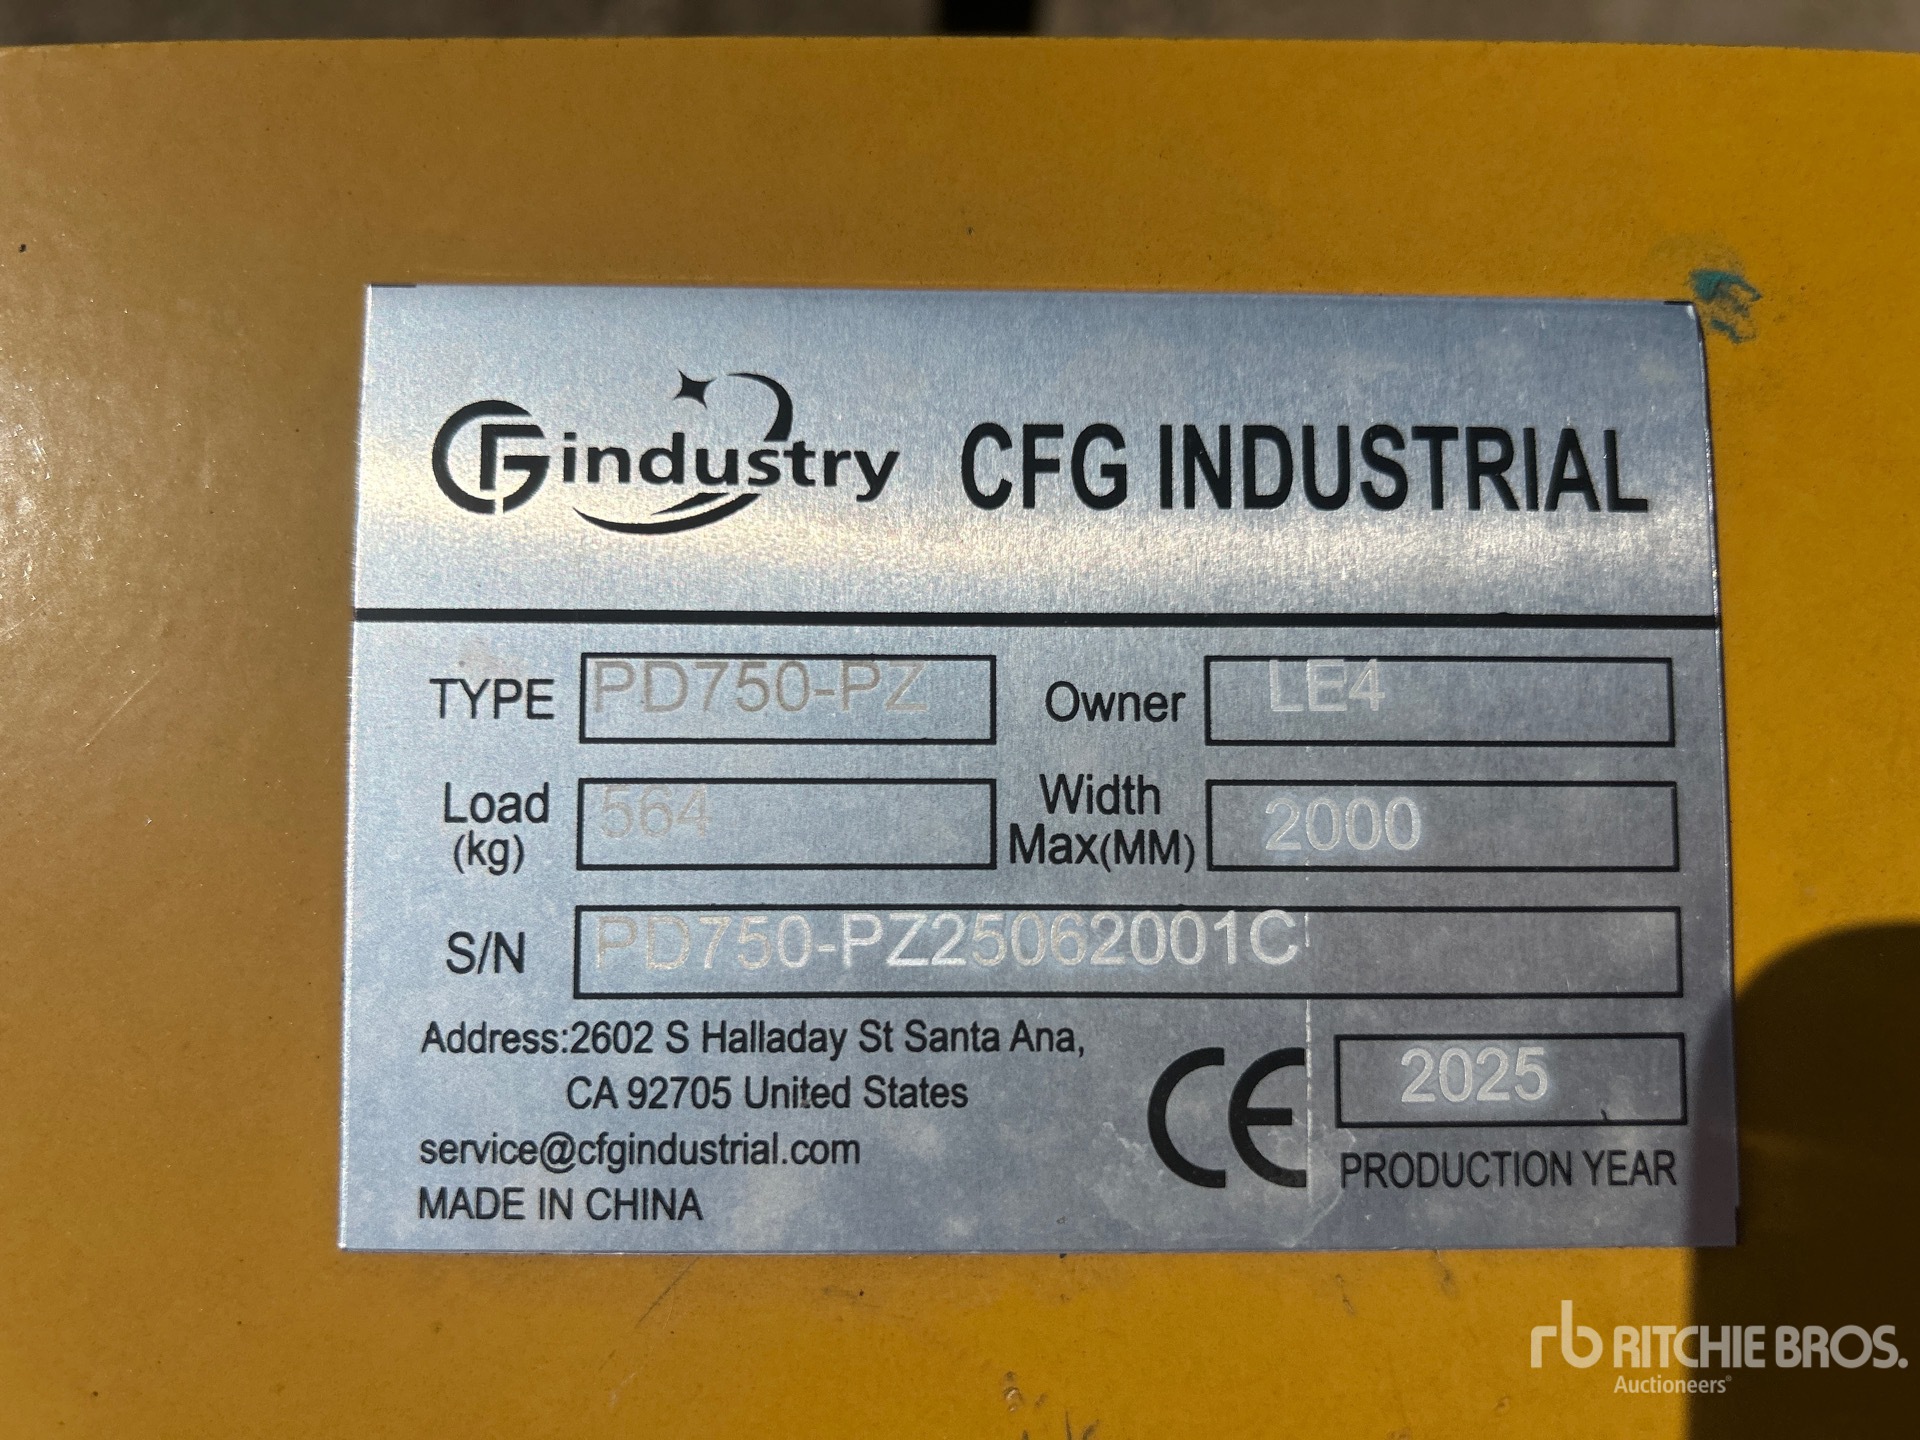 CFG industry CFG INDUSTRIAL
TYPE PD750-PZ Owner LE4
Load (kg) 564 Width Max(MM) 2000
S/N PD750-PZ25062001C
Address:2602 S Halladay St Santa Ana,
CA 92705 United States
service@cfgindustrial.com
MADE IN CHINA
CE 2025
PRODUCTION YEAR
rb RITCHIE BROS.
Auctioneers®